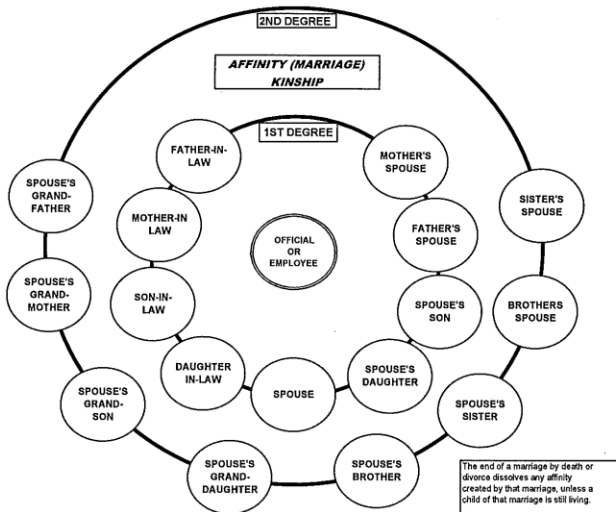 2ND DEGREE
AFFINITY (MARRIAGE)
KINSHIP
1ST DEGREE
FATHER-IN-
LAW
MOTHER'S
SPOUSE
SPOUSE'S
GRAND-
FATHER
SISTER'S
SPOUSE
MOTHER-IN
LAW
FATHER'S
SPOUSE
OFFICIAL
OR
EMPLOYEE
SPOUSE'S
GRAND-
MOTHER
SON-IN-
LAW
SPOUSE'S
SON
BROTHERS
SPOUSE
DAUGHTER
IN-LAW
SPOUSE
SPOUSE'S
DAUGHTER
SPOUSE'S
GRAND-
SON
SPOUSE'S
SISTER
SPOUSE'S
GRAND-
DAUGHTER
SPOUSE'S
BROTHER
The end of a marriage by death or
divorce dissolves any affinity
created by that marriage, unless a
child of that marriage is still living.